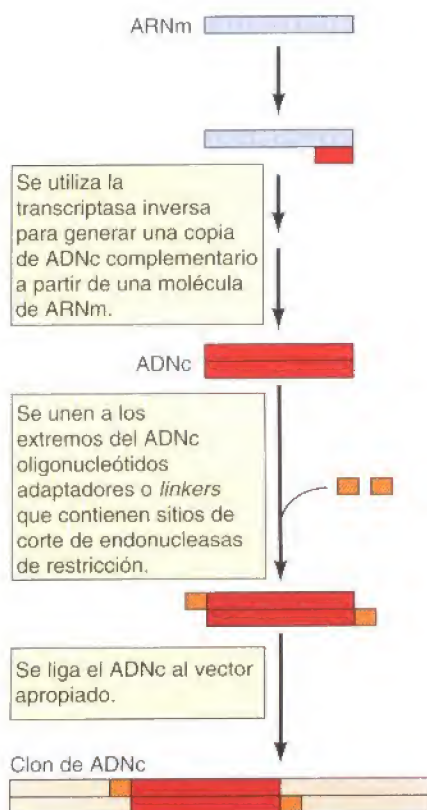 ARNm
Se utiliza la
transcriptasa inversa
para generar una copia
de ADNc complementario
a partir de una molécula
de ARNm.
ADNc
Se unen a los
extremos del ADNc
oligonucleótidos
adaptadores o linkers
que contienen sitios de
corte de endonucleasas
de restricción.
Se liga el ADNc al vector
apropiado.
Clon de ADNc